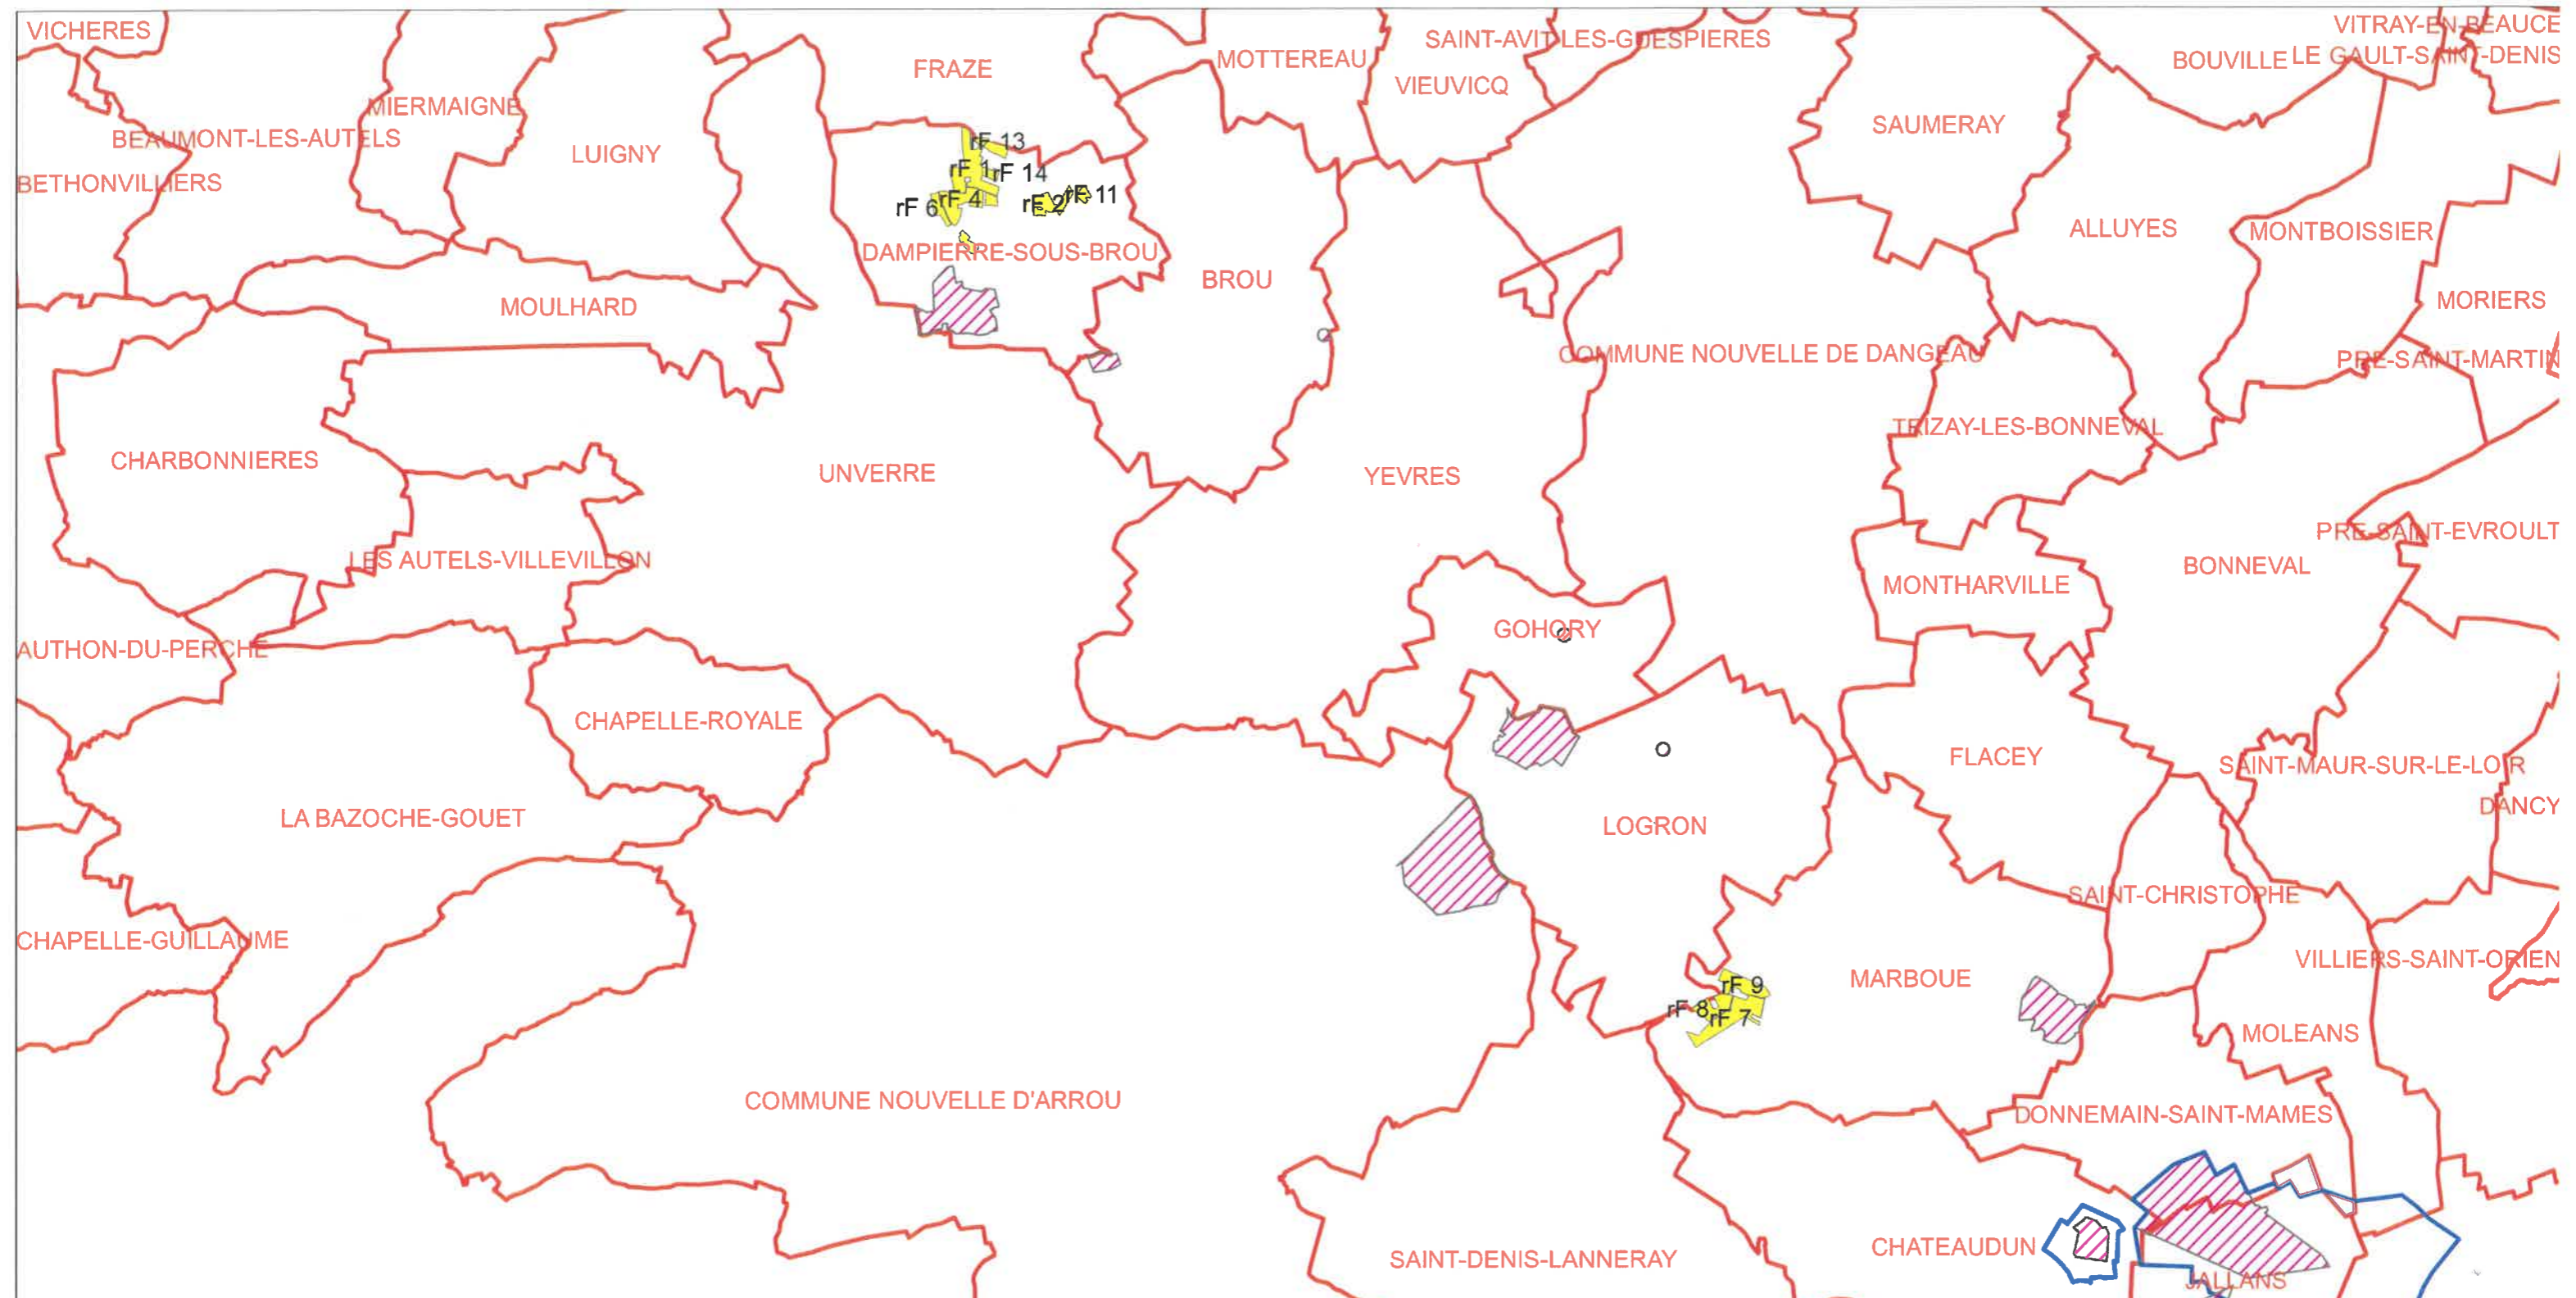 VICHERES
VITRAY-EN-BEAUCE
SAINT-AVIT-LES-GUESPIERES
MOTTEREAU
BOUVILLE
LE GAULT-SAINT-DENIS
FRAZE
VIEUVICQ
MIERMAIGNE
SAUMERAY
BEAUMONT-LES-AUTELS
rF 13
LUIGNY
rF 1
rF 14
BETHONVILLIERS
rF 11
rF 4
rF 6
rF 2
ALLUYES
MONTBOISSIER
DAMPIERRE-SOUS-BROU
BROU
MORIERS
MOULHARD
COMMUNE NOUVELLE DE DANGEAU
PRE-SAINT-MARTIN
TRIZAY-LES-BONNEVAL
CHARBONNIERES
UNVERRE
YEVRES
PRE-SAINT-EVROULT
LES AUTELS-VILLEVILLON
BONNEVAL
MONTHARVILLE
GOHORY
AUTHON-DU-PERCHE
CHAPELLE-ROYALE
FLACEY
SAINT-MAUR-SUR-LE-LOIR
DANCY
LA BAZOCHE-GOUET
LOGRON
SAINT-CHRISTOPHE
CHAPELLE-GUILLAUME
VILLIERS-SAINT-ORIEN
MARBOUE
rF 9
rF 8
rF 7
MOLEANS
COMMUNE NOUVELLE D'ARROU
DONNEMAIN-SAINT-MAMES
CHATEAUDUN
SAINT-DENIS-LANNERAY
JALLANS